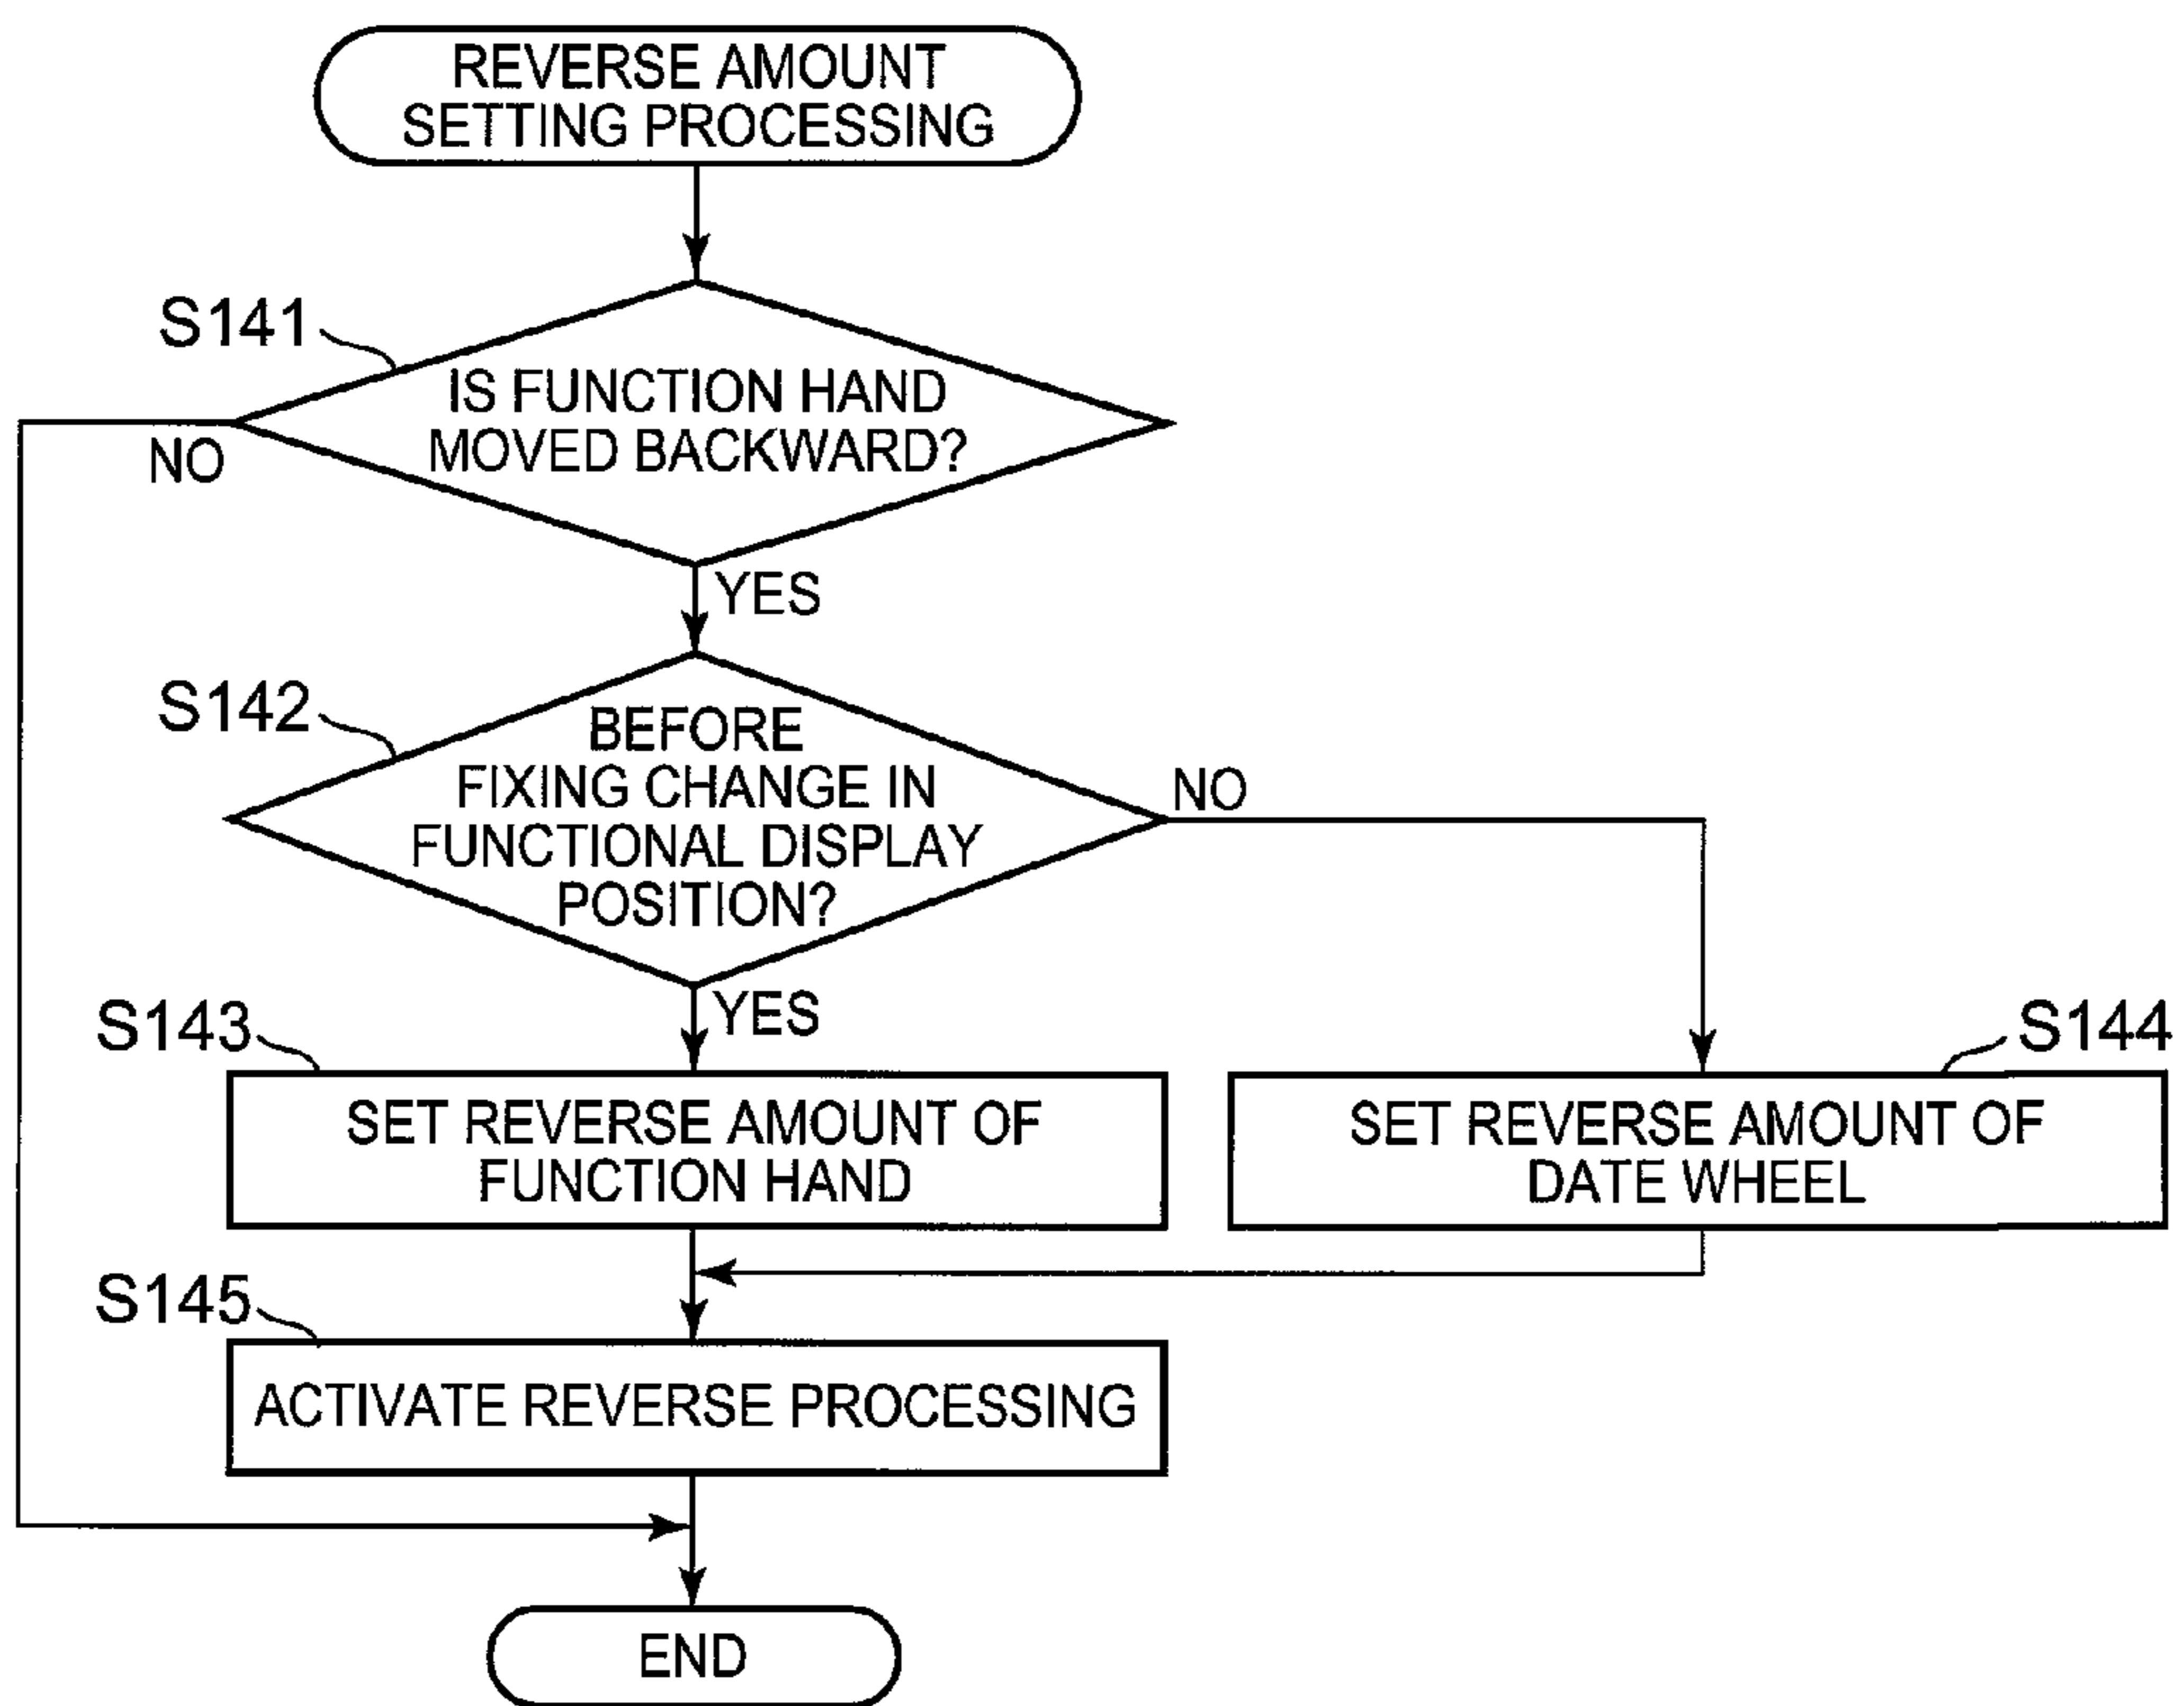 REVERSE AMOUNT
SETTING PROCESSING
S141
IS FUNCTION HAND
MOVED BACKWARD?
NO
YES
S142
BEFORE
FIXING CHANGE IN
FUNCTIONAL DISPLAY
POSITION?
NO
YES
S143
SET REVERSE AMOUNT OF
FUNCTION HAND
S144
SET REVERSE AMOUNT OF
DATE WHEEL
S145
ACTIVATE REVERSE PROCESSING
END